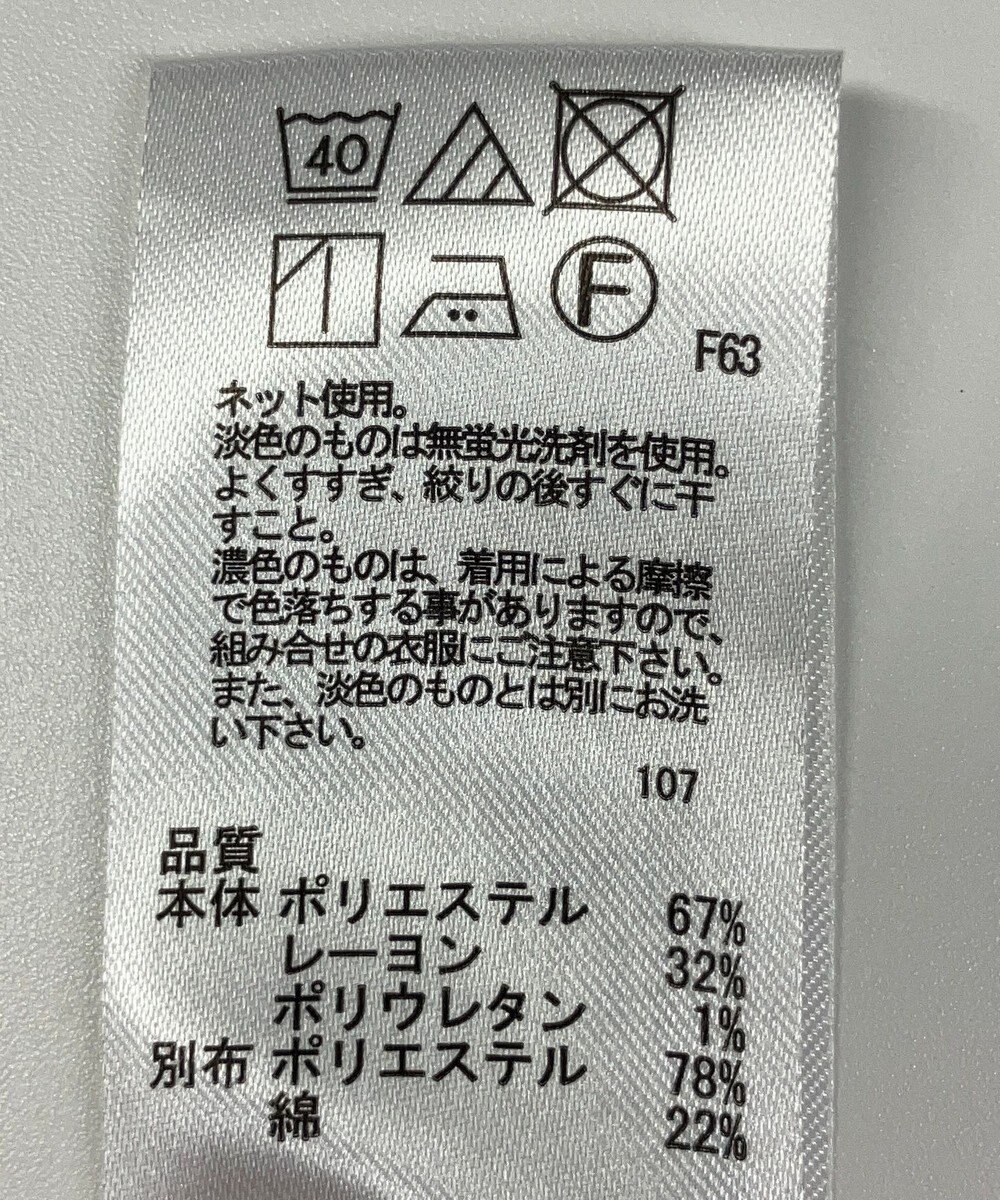 40
F
F63
ネット使用。
淡色のものは無蛍光洗剤を使用。
よくすすぎ、絞りの後すぐに干
すこと。
濃色のものは、着用による摩擦
で色落ちする事がありますので、
組み合せの衣服にご注意下さい。
また、淡色のものとは別にお洗
い下さい。
107
品質
本体 ポリエステル 67%
レーヨン 32%
ポリウレタン 1%
別布 ポリエステル 78%
綿 22%